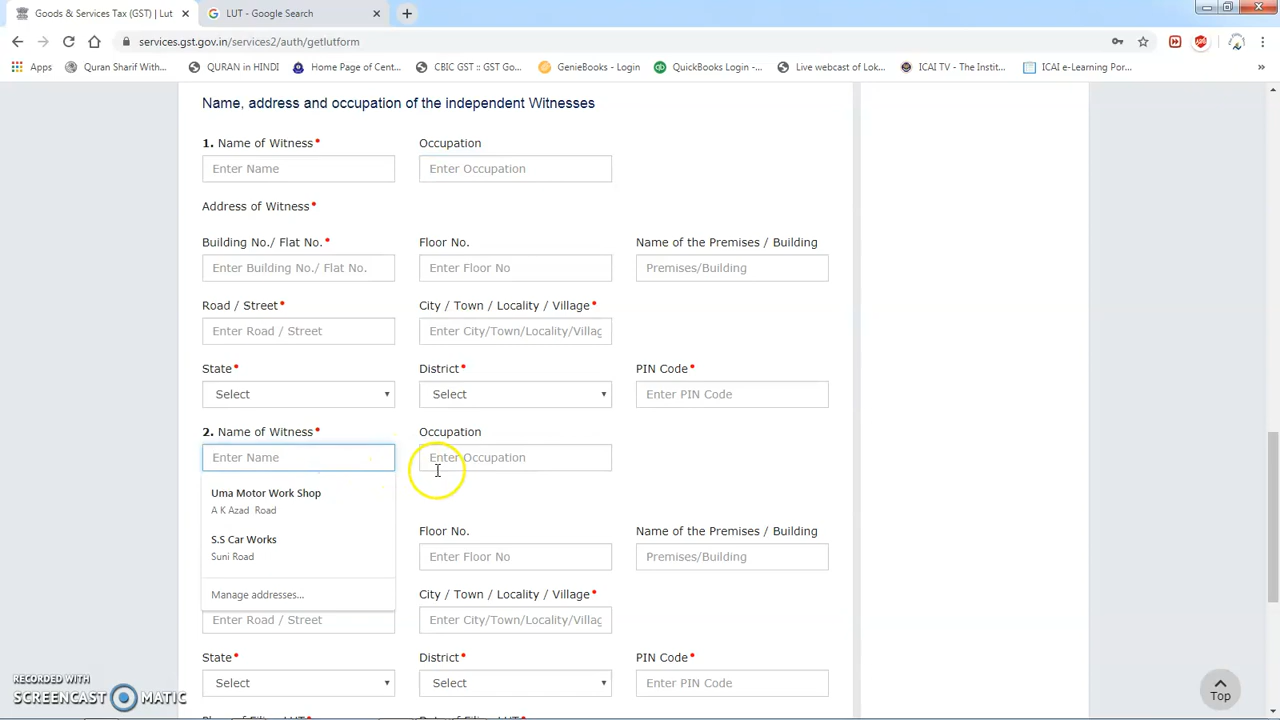 Goods & Services Tax (GST) | Lut
LUT - Google Search
services.gst.gov.in/services2/auth/getlutform
Apps
Quran Sharif With...
QURAN in HINDI
Home Page of Cent...
CBIC GST :: GST Go...
GenieBooks - Login
QuickBooks Login -...
Live webcast of Lok...
ICAI TV - The Instit...
ICAI e-Learning Por...
»
Name, address and occupation of the independent Witnesses
1. Name of Witness• Occupation
Enter Name Enter Occupation
Address of Witness•
Building No./ Flat No.• Floor No. Name of the Premises / Building
Enter Building No./ Flat No. Enter Floor No Premises/Building
Road / Street• City / Town / Locality / Village•
Enter Road / Street Enter City/Town/Locality/Villag
State• District• PIN Code•
Select Select Enter PIN Code
2. Name of Witness• Occupation
Enter Name Enter Occupation
Uma Motor Work Shop
A K Azad Road
S.S Car Works
Suni Road
Manage addresses...
Floor No. Name of the Premises / Building
Enter Floor No Premises/Building
City / Town / Locality / Village•
Enter Road / Street Enter City/Town/Locality/Villag
State• District• PIN Code•
Select Select Enter PIN Code
Top
RECORDED WITH
SCREENCAST MATIC